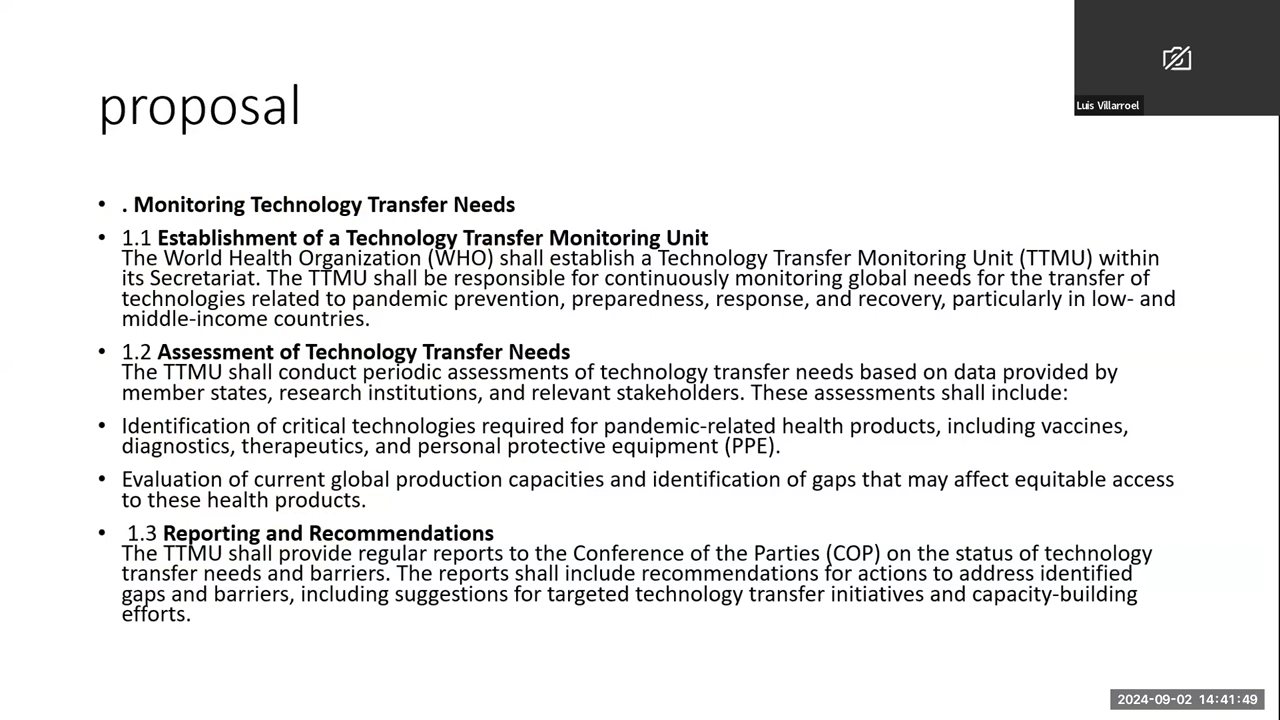 Luis Villarroel
proposal
• . Monitoring Technology Transfer Needs
• 1.1 Establishment of a Technology Transfer Monitoring Unit
The World Health Organization (WHO) shall establish a Technology Transfer Monitoring Unit (TTMU) within
its Secretariat. The TTMU shall be responsible for continuously monitoring global needs for the transfer of
technologies related to pandemic prevention, preparedness, response, and recovery, particularly in low- and
middle-income countries.
• 1.2 Assessment of Technology Transfer Needs
The TTMU shall conduct periodic assessments of technology transfer needs based on data provided by
member states, research institutions, and relevant stakeholders. These assessments shall include:
• Identification of critical technologies required for pandemic-related health products, including vaccines,
diagnostics, therapeutics, and personal protective equipment (PPE).
• Evaluation of current global production capacities and identification of gaps that may affect equitable access
to these health products.
• 1.3 Reporting and Recommendations
The TTMU shall provide regular reports to the Conference of the Parties (COP) on the status of technology
transfer needs and barriers. The reports shall include recommendations for actions to address identified
gaps and barriers, including suggestions for targeted technology transfer initiatives and capacity-building
efforts.
2024-09-02 14:41:49